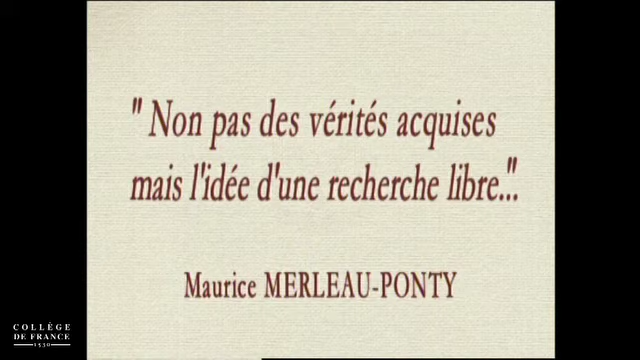 " Non pas des vérités acquises
mais l'idée d'une recherche libre..."
Maurice MERLEAU-PONTY
COLLÈGE
DE FRANCE
1530